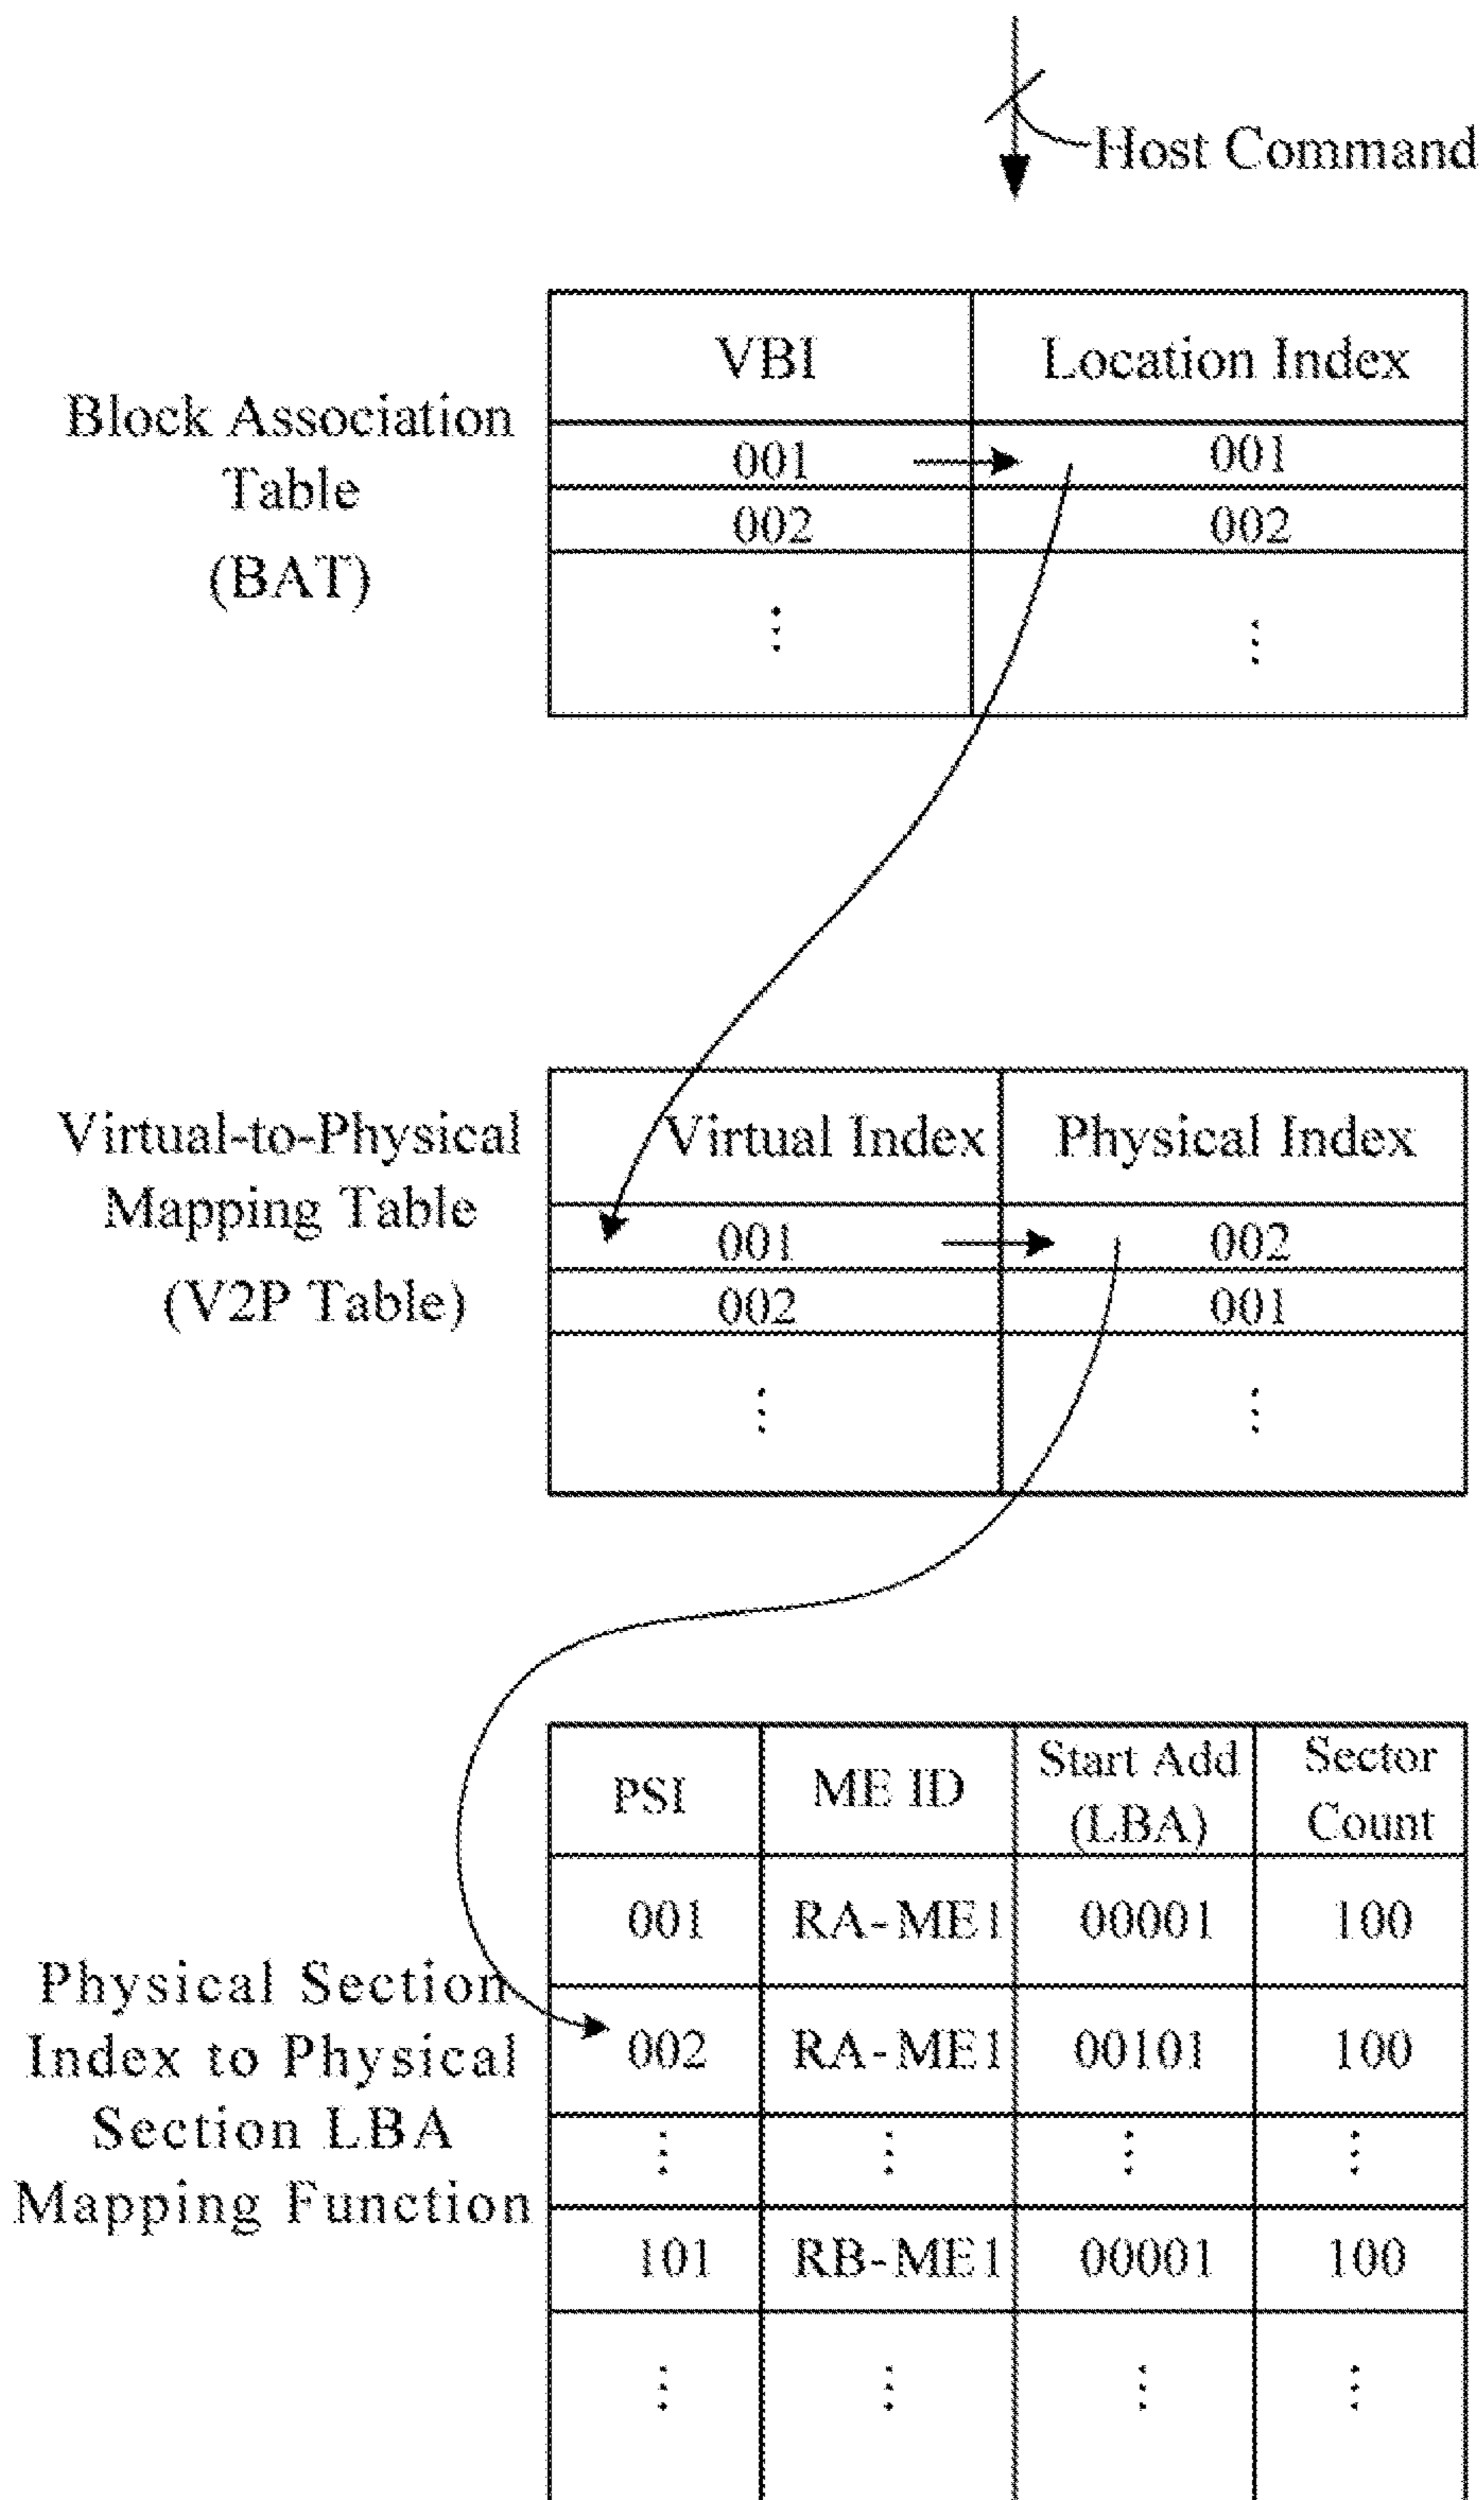 Host Command
Block Association
Table
(BAT)
VBI Location Index
001 001
002 002
⋮ ⋮
Virtual-to-Physical
Mapping Table
(V2P Table)
Virtual Index Physical Index
001 002
002 001
⋮ ⋮
Physical Section
Index to Physical
Section LBA
Mapping Function
PSI ME ID Start Add (LBA) Sector Count
001 RA-ME1 00001 100
002 RA-ME1 00101 100
⋮ ⋮ ⋮ ⋮
101 RB-ME1 00001 100
⋮ ⋮ ⋮ ⋮